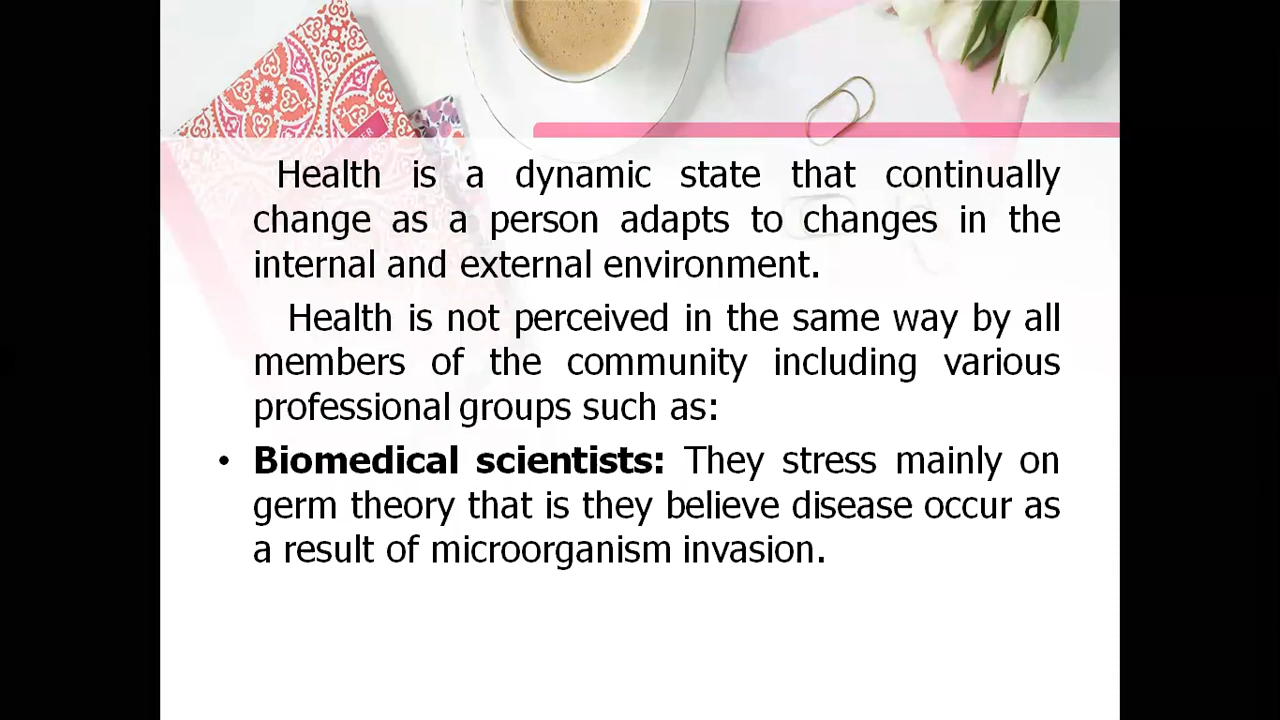 Health is a dynamic state that continually
change as a person adapts to changes in the
internal and external environment.
Health is not perceived in the same way by all
members of the community including various
professional groups such as:
• Biomedical scientists: They stress mainly on
germ theory that is they believe disease occur as
a result of microorganism invasion.